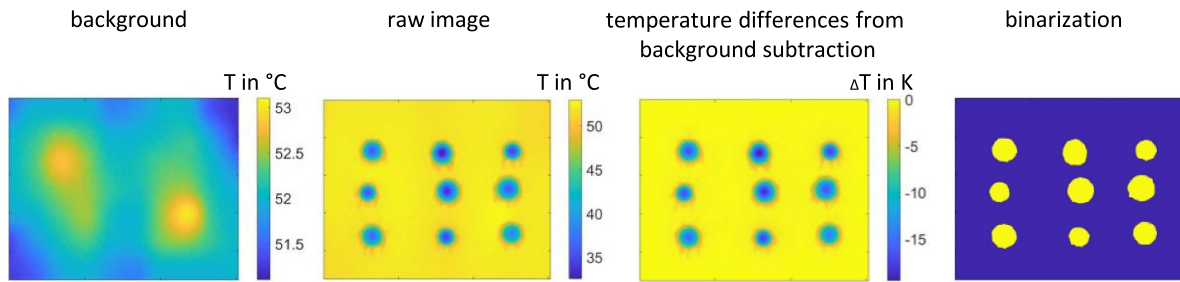 background
raw image
temperature differences from
background subtraction
binarization
T in °C
T in °C
ΔT in K
53
52.5
52
51.5
50
45
40
35
0
-5
-10
-15